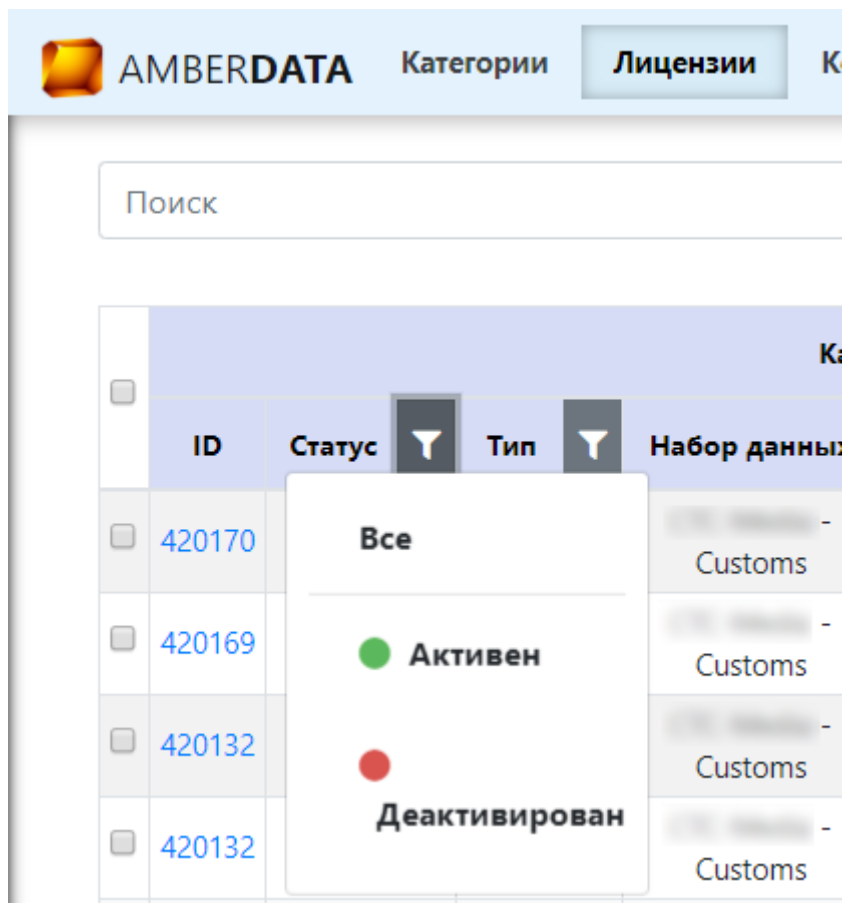 AMBERDATA Категории Лицензии
Поиск
ID Статус Тип Набор данных
Все
420170 -
Customs
Активен
420169 -
Customs
420132 -
Customs
Деактивирован
420132 -
Customs